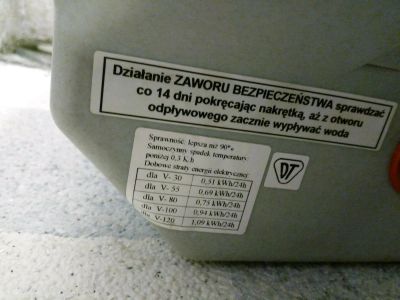 Działanie ZAWORU BEZPIECZEŃSTWA sprawdzać
co 14 dni pokręcając nakrętką, aż z otworu
odpływowego zacznie wypływać woda
Sprawność, lepsza niż 90%
Samoczynny spadek temperatury:
poniżej 0,3 K/h
Dobowe straty energii elektrycznej:
dla V- 30 0,51 kWh/24h
dla V- 55 0,69 kWh/24h
dla V- 80 0,75 kWh/24h
dla V-100 0,94 kWh/24h
dla V-120 1,09 kWh/24h
DT